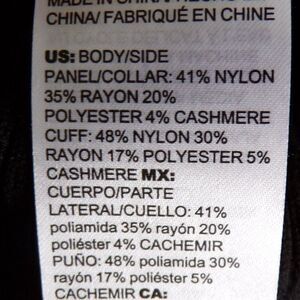 CHINA/ FABRIQUÉ EN CHINE
US: BODY/SIDE
PANEL/COLLAR: 41% NYLON
35% RAYON 20%
POLYESTER 4% CASHMERE
CUFF: 48% NYLON 30%
RAYON 17% POLYESTER 5%
CASHMERE MX:
CUERPO/PARTE
LATERAL/CUELLO: 41%
poliamida 35% rayón 20%
poliéster 4% CACHEMIR
PUÑO: 48% poliamida 30%
rayón 17% poliéster 5%
CACHEMIR CA: